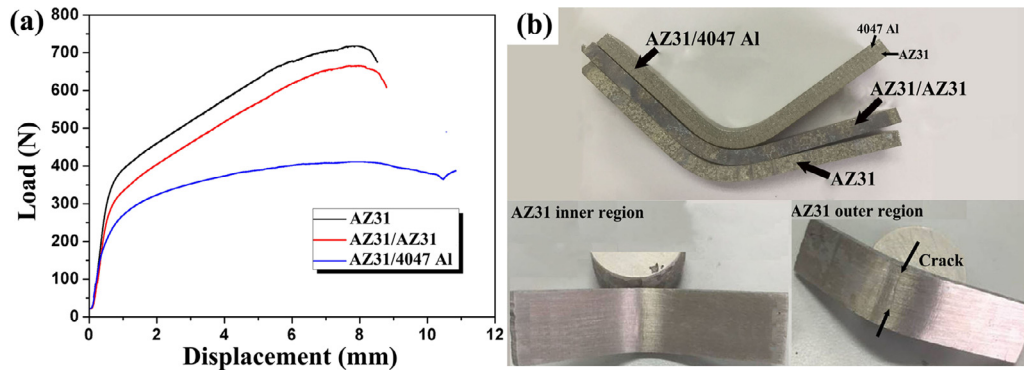 (a)
800
700
600
500
400
300
200
100
0
0
2
4
6
8
10
12
Load (N)
Displacement (mm)
AZ31
AZ31/AZ31
AZ31/4047 Al
(b)
AZ31/4047 Al
4047 Al
AZ31
AZ31/AZ31
AZ31
AZ31 inner region
AZ31 outer region
Crack